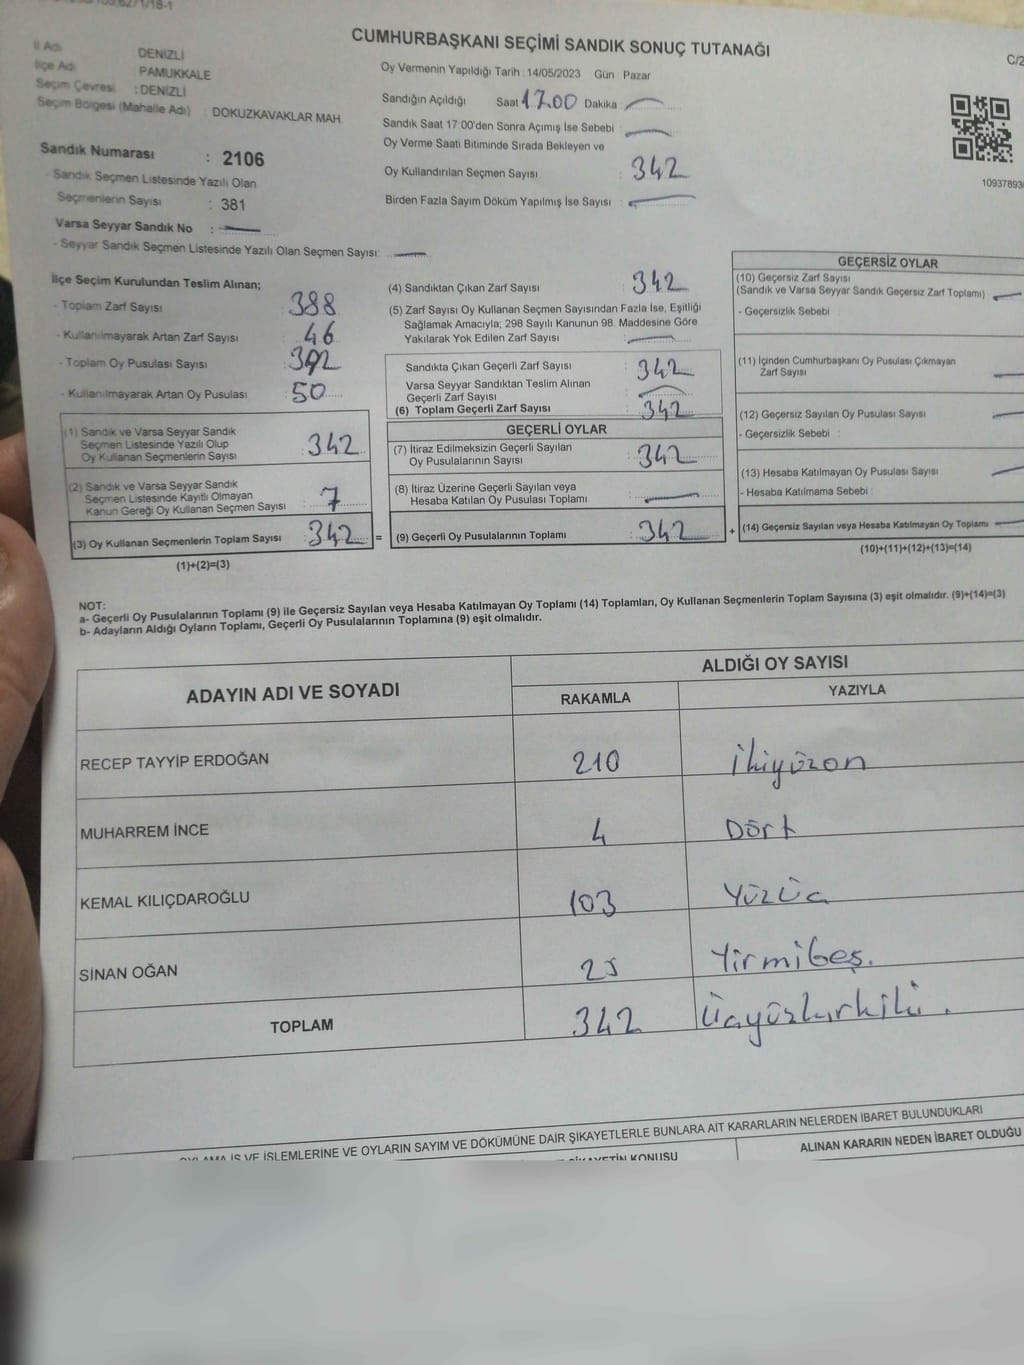 CUMHURBAŞKANI SEÇİMİ SANDIK SONUÇ TUTANAĞI
C/2
İl Adı DENİZLİ
İlçe Adı PAMUKKALE
Seçim Çevresi : DENİZLİ
Seçim Bölgesi (Mahalle Adı) : DOKUZKAVAKLAR MAH.
Sandık Numarası : 2106
- Sandık Seçmen Listesinde Yazılı Olan
Seçmenlerin Sayısı : 381
Varsa Seyyar Sandık No :
- Seyyar Sandık Seçmen Listesinde Yazılı Olan Seçmen Sayısı:
Oy Vermenin Yapıldığı Tarih : 14/05/2023 Gün : Pazar
Sandığın Açıldığı Saat 17.00 Dakika :
Sandık Saat 17:00'den Sonra Açımış İse Sebebi :
Oy Verme Saati Bitiminde Sırada Bekleyen ve
Oy Kullandırılan Seçmen Sayısı : 342
Birden Fazla Sayım Döküm Yapılmış İse Sayısı :
İlçe Seçim Kurulundan Teslim Alınan;
- Toplam Zarf Sayısı : 388
- Kullanılmayarak Artan Zarf Sayısı : 46
- Toplam Oy Pusulası Sayısı : 392
- Kullanılmayarak Artan Oy Pusulası : 50
(1) Sandık ve Varsa Seyyar Sandık
Seçmen Listesinde Yazılı Olup
Oy Kullanan Seçmenlerin Sayısı : 342
(2) Sandık ve Varsa Seyyar Sandık
Seçmen Listesinde Kayıtlı Olmayan
Kanun Gereği Oy Kullanan Seçmen Sayısı : 7
(3) Oy Kullanan Seçmenlerin Toplam Sayısı : 342 =
(1)+(2)=(3)
(4) Sandıktan Çıkan Zarf Sayısı : 342
(5) Zarf Sayısı Oy Kullanan Seçmen Sayısından Fazla İse, Eşitliği
Sağlamak Amacıyla; 298 Sayılı Kanunun 98. Maddesine Göre
Yakılarak Yok Edilen Zarf Sayısı :
Sandıkta Çıkan Geçerli Zarf Sayısı : 342
Varsa Seyyar Sandıktan Teslim Alınan
Geçerli Zarf Sayısı :
(6) Toplam Geçerli Zarf Sayısı : 342
GEÇERLİ OYLAR
(7) İtiraz Edilmeksizin Geçerli Sayılan
Oy Pusulalarının Sayısı : 342
(8) İtiraz Üzerine Geçerli Sayılan veya
Hesaba Katılan Oy Pusulası Toplamı :
(9) Geçerli Oy Pusulalarının Toplamı : 342 +
GEÇERSİZ OYLAR
(10) Geçersiz Zarf Sayısı
(Sandık ve Varsa Seyyar Sandık Geçersiz Zarf Toplamı)
- Geçersizlik Sebebi :
(11) İçinden Cumhurbaşkanı Oy Pusulası Çıkmayan
Zarf Sayısı
(12) Geçersiz Sayılan Oy Pusulası Sayısı
- Geçersizlik Sebebi :
(13) Hesaba Katılmayan Oy Pusulası Sayısı
- Hesaba Katılmama Sebebi :
(14) Geçersiz Sayılan veya Hesaba Katılmayan Oy Toplamı
(10)+(11)+(12)+(13)=(14)
NOT:
a- Geçerli Oy Pusulalarının Toplamı (9) ile Geçersiz Sayılan veya Hesaba Katılmayan Oy Toplamı (14) Toplamları, Oy Kullanan Seçmenlerin Toplam Sayısına (3) eşit olmalıdır. (9)+(14)=(3)
b- Adayların Aldığı Oyların Toplamı, Geçerli Oy Pusulalarının Toplamına (9) eşit olmalıdır.
ADAYIN ADI VE SOYADI
ALDIĞI OY SAYISI
RAKAMLA YAZIYLA
RECEP TAYYİP ERDOĞAN 210 ikiyüzon
MUHARREM İNCE 4 Dört
KEMAL KILIÇDAROĞLU 103 Yüzüç
SİNAN OĞAN 25 Yirmibeş.
TOPLAM 342 Üçyüzkırkiki.
İŞ VE İŞLEMLERİNE VE OYLARIN SAYIM VE DÖKÜMÜNE DAİR ŞİKAYETLERLE BUNLARA AİT KARARLARIN NELERDEN İBARET BULUNDUKLARI
ŞİKAYETİN KONUSU
ALINAN KARARIN NEDEN İBARET OLDUĞU